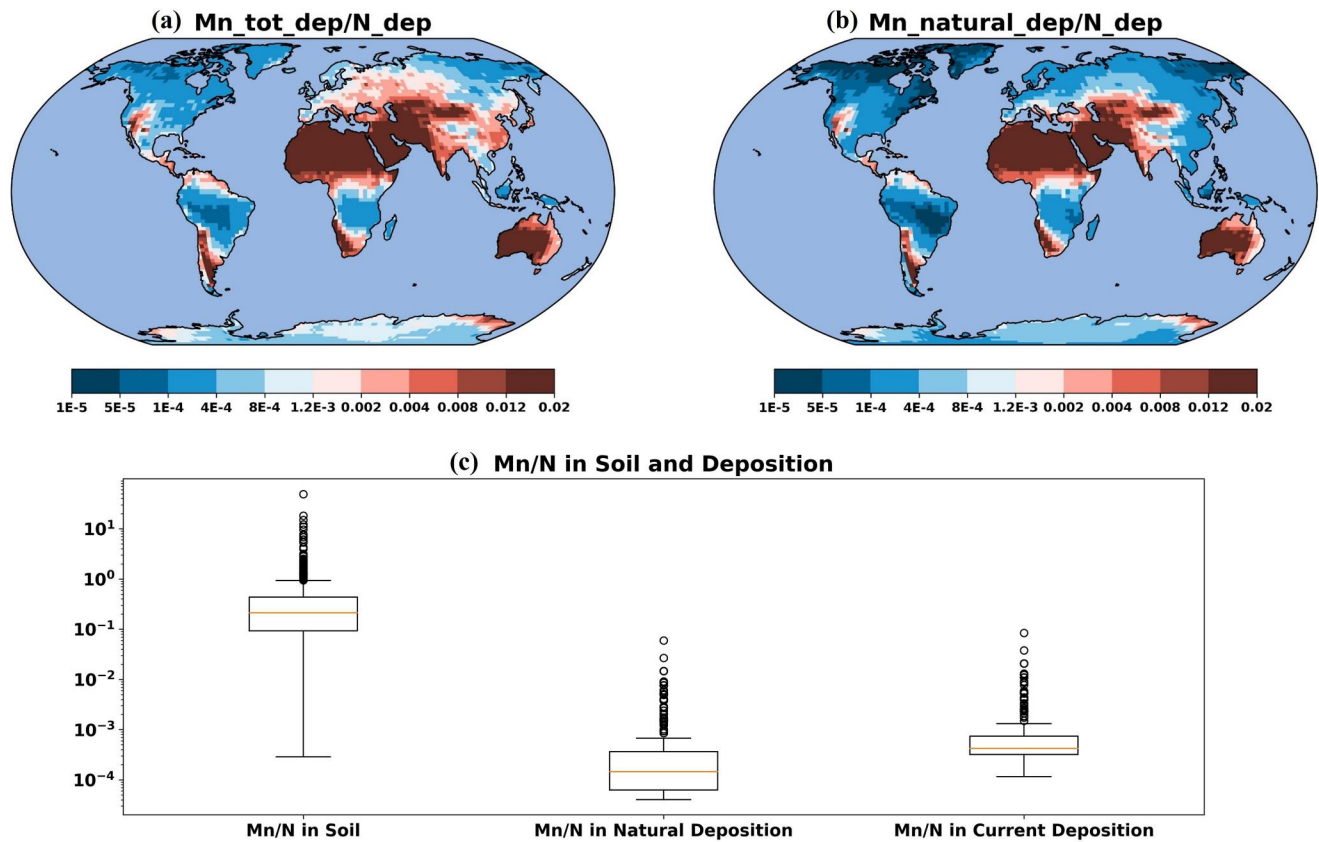 (a) Mn_tot_dep/N_dep
(b) Mn_natural_dep/N_dep
1E-5 5E-5 1E-4 4E-4 8E-4 1.2E-3 0.002 0.004 0.008 0.012 0.02
1E-5 5E-5 1E-4 4E-4 8E-4 1.2E-3 0.002 0.004 0.008 0.012 0.02
(c) Mn/N in Soil and Deposition
10¹
10⁰
10⁻¹
10⁻²
10⁻³
10⁻⁴
Mn/N in Soil
Mn/N in Natural Deposition
Mn/N in Current Deposition